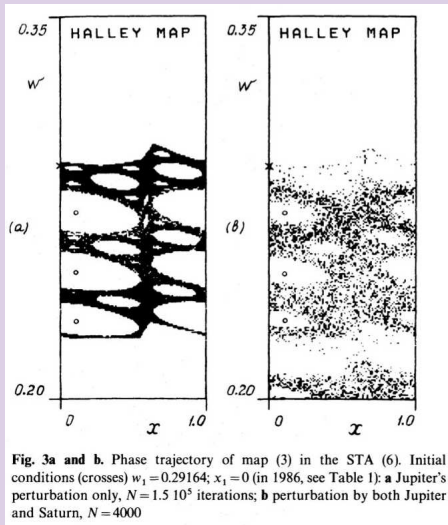 0.35
HALLEY MAP
HALLEY MAP
w
w
(a)
(b)
0.20
0.20
0
1.0
0
1.0
x
x
Fig. 3a and b. Phase trajectory of map (3) in the STA (6). Initial
conditions (crosses) w₁ = 0.29164; x₁ = 0 (in 1986, see Table 1): a Jupiter's
perturbation only, N = 1.5 10⁵ iterations; b perturbation by both Jupiter
and Saturn, N = 4000